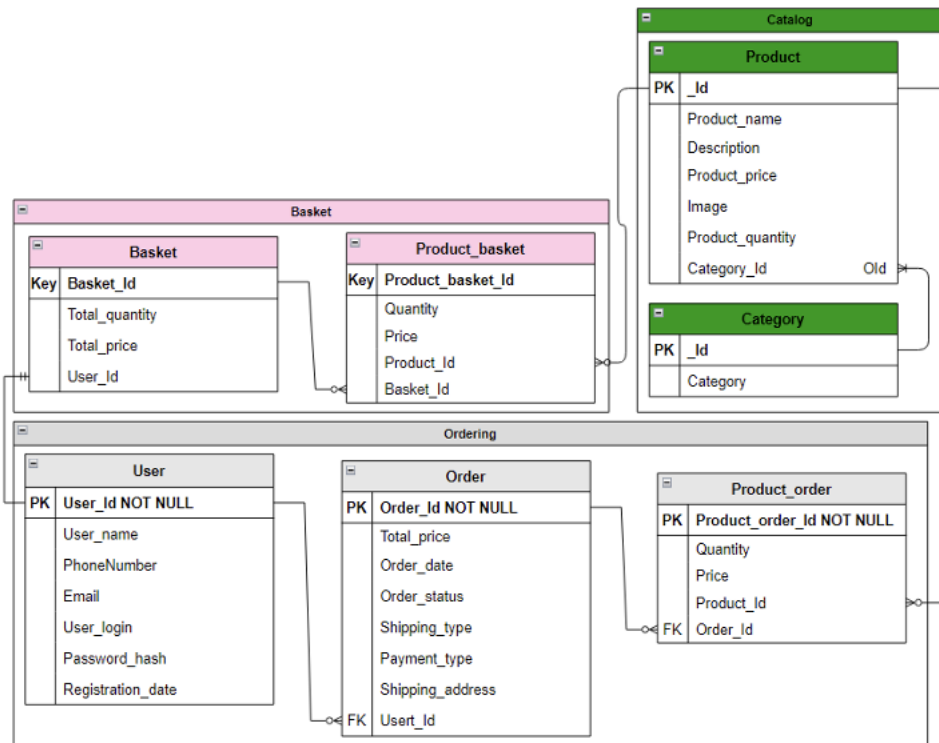 Catalog
Product
PK _Id
Product_name
Description
Product_price
Image
Product_quantity
Category_Id OId
Category
PK _Id
Category
Basket
Basket
Key Basket_Id
Total_quantity
Total_price
User_Id
Product_basket
Key Product_basket_Id
Quantity
Price
Product_Id
Basket_Id
Ordering
User
PK User_Id NOT NULL
User_name
PhoneNumber
Email
User_login
Password_hash
Registration_date
Order
PK Order_Id NOT NULL
Total_price
Order_date
Order_status
Shipping_type
Payment_type
Shipping_address
FK Usert_Id
Product_order
PK Product_order_Id NOT NULL
Quantity
Price
Product_Id
FK Order_Id